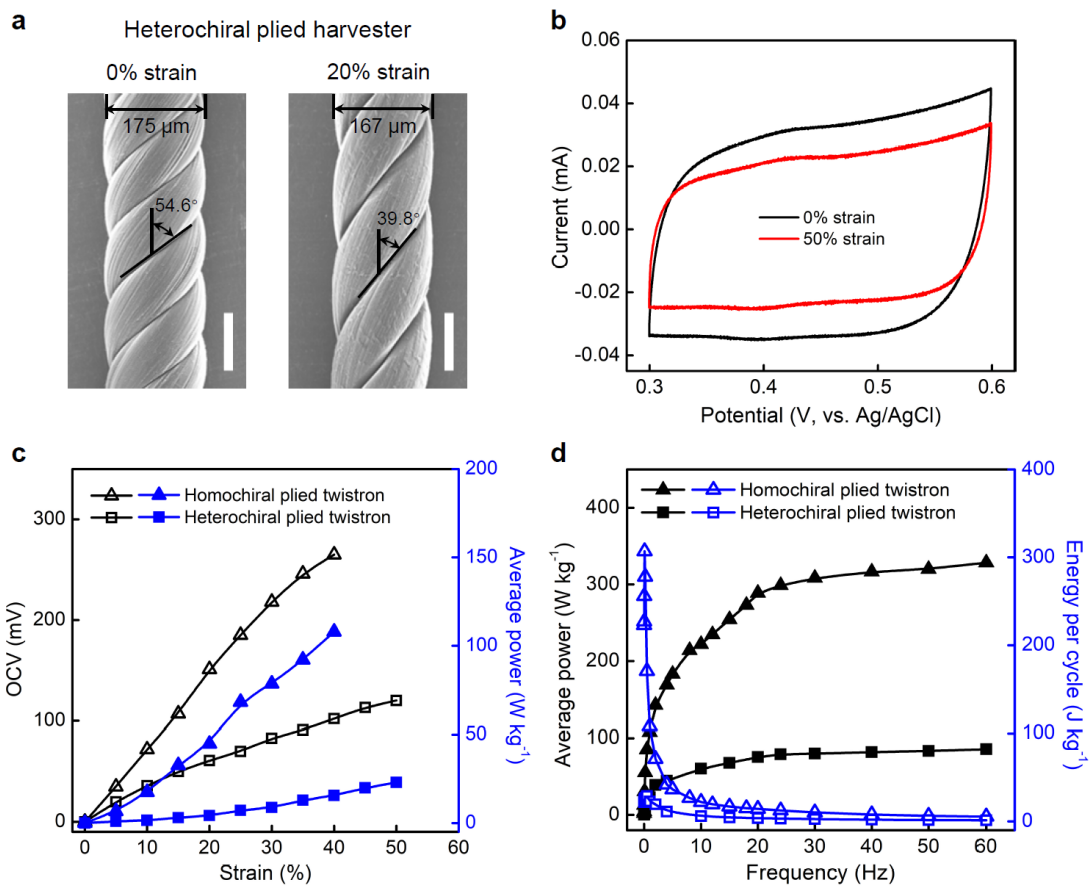 a
Heterochiral plied harvester
0% strain
20% strain
175 µm
167 µm
54.6°
39.8°
b
0.06
0.04
0.02
0.00
-0.02
-0.04
Current (mA)
0% strain
50% strain
0.3
0.4
0.5
0.6
Potential (V, vs. Ag/AgCl)
c
300
200
100
0
OCV (mV)
Homochiral plied twistron
Heterochiral plied twistron
200
150
100
50
0
Average power (W kg⁻¹)
0
10
20
30
40
50
60
Strain (%)
d
400
300
200
100
0
Average power (W kg⁻¹)
Homochiral plied twistron
Heterochiral plied twistron
400
300
200
100
0
Energy per
cycle (J kg⁻¹)
0
10
20
30
40
50
60
Frequency (Hz)